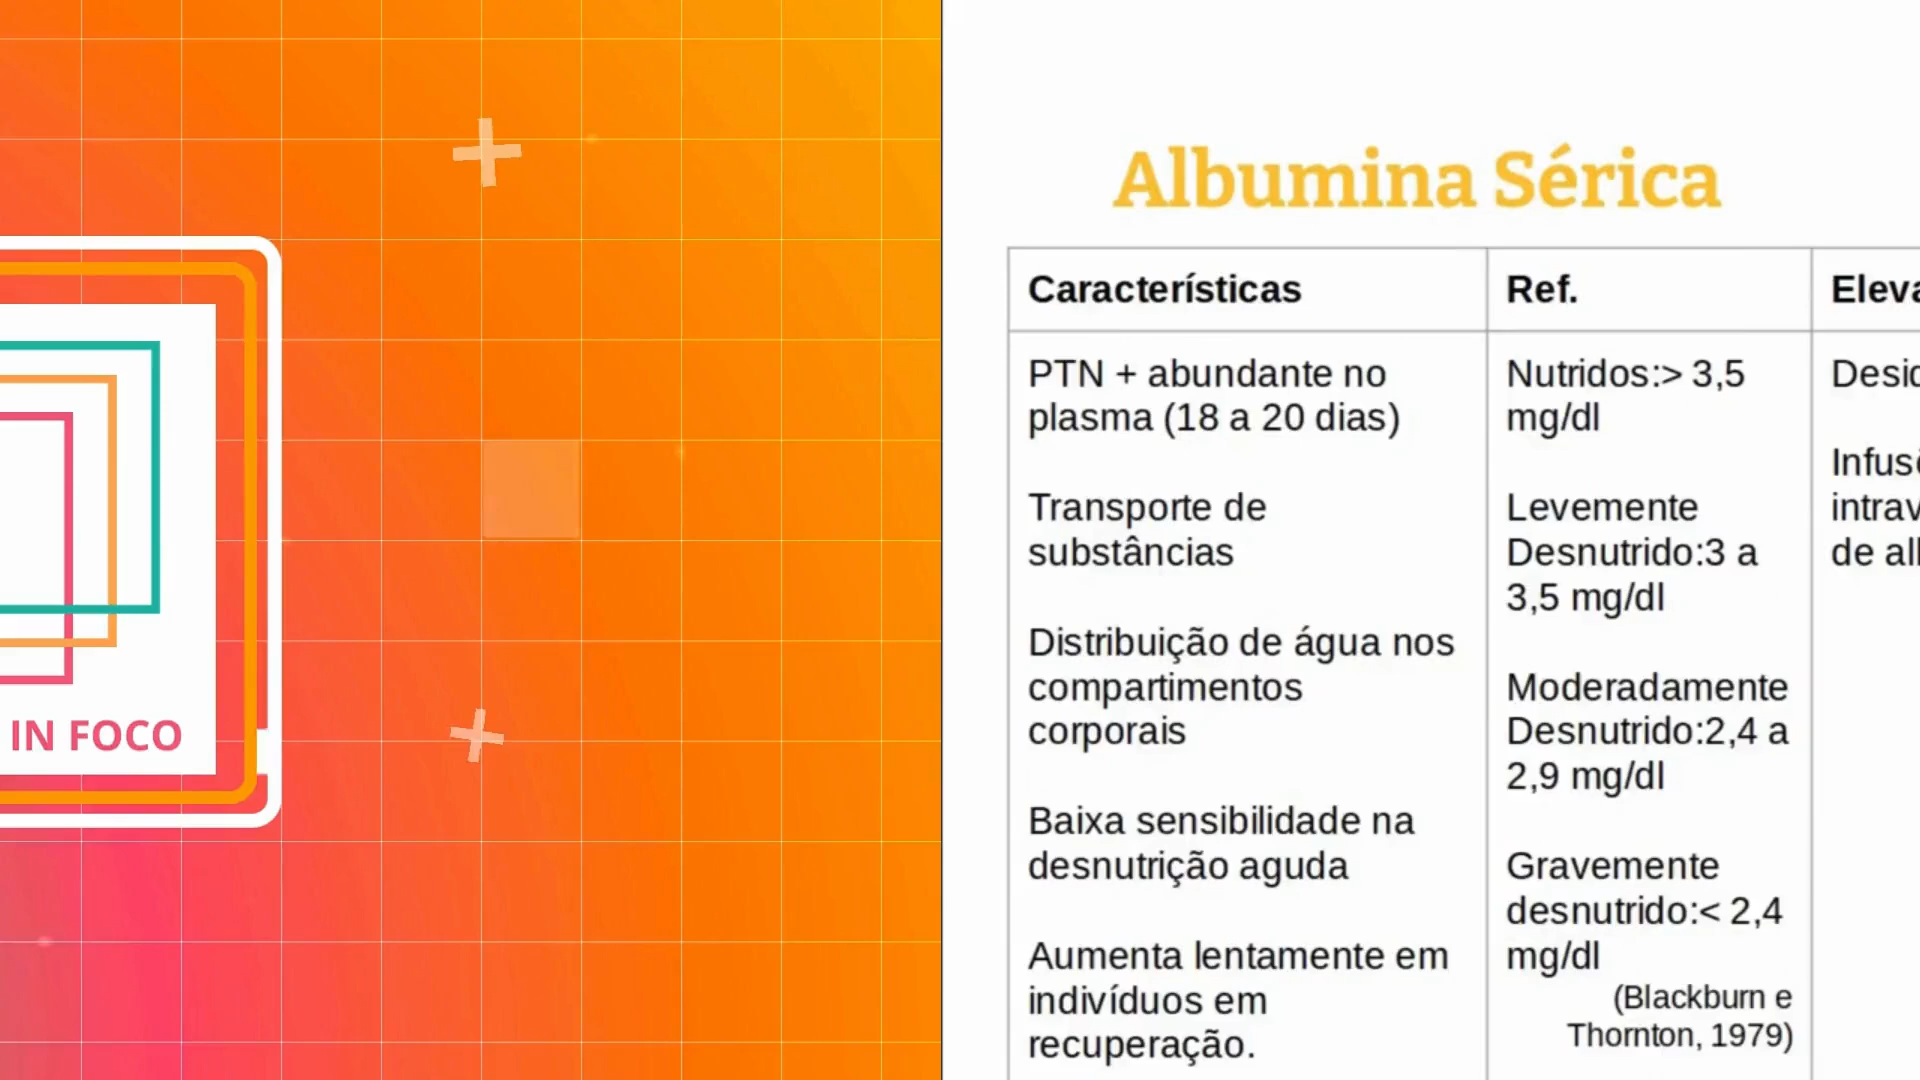 IN FOCO
Albumina Sérica
Características
Ref.
PTN + abundante no
plasma (18 a 20 dias)
Transporte de
substâncias
Distribuição de água nos
compartimentos
corporais
Baixa sensibilidade na
desnutrição aguda
Aumenta lentamente em
indivíduos em
recuperação.
Nutridos:> 3,5
mg/dl
Levemente
Desnutrido:3 a
3,5 mg/dl
Moderadamente
Desnutrido:2,4 a
2,9 mg/dl
Gravemente
desnutrido:< 2,4
mg/dl
(Blackburn e
Thornton, 1979)
de